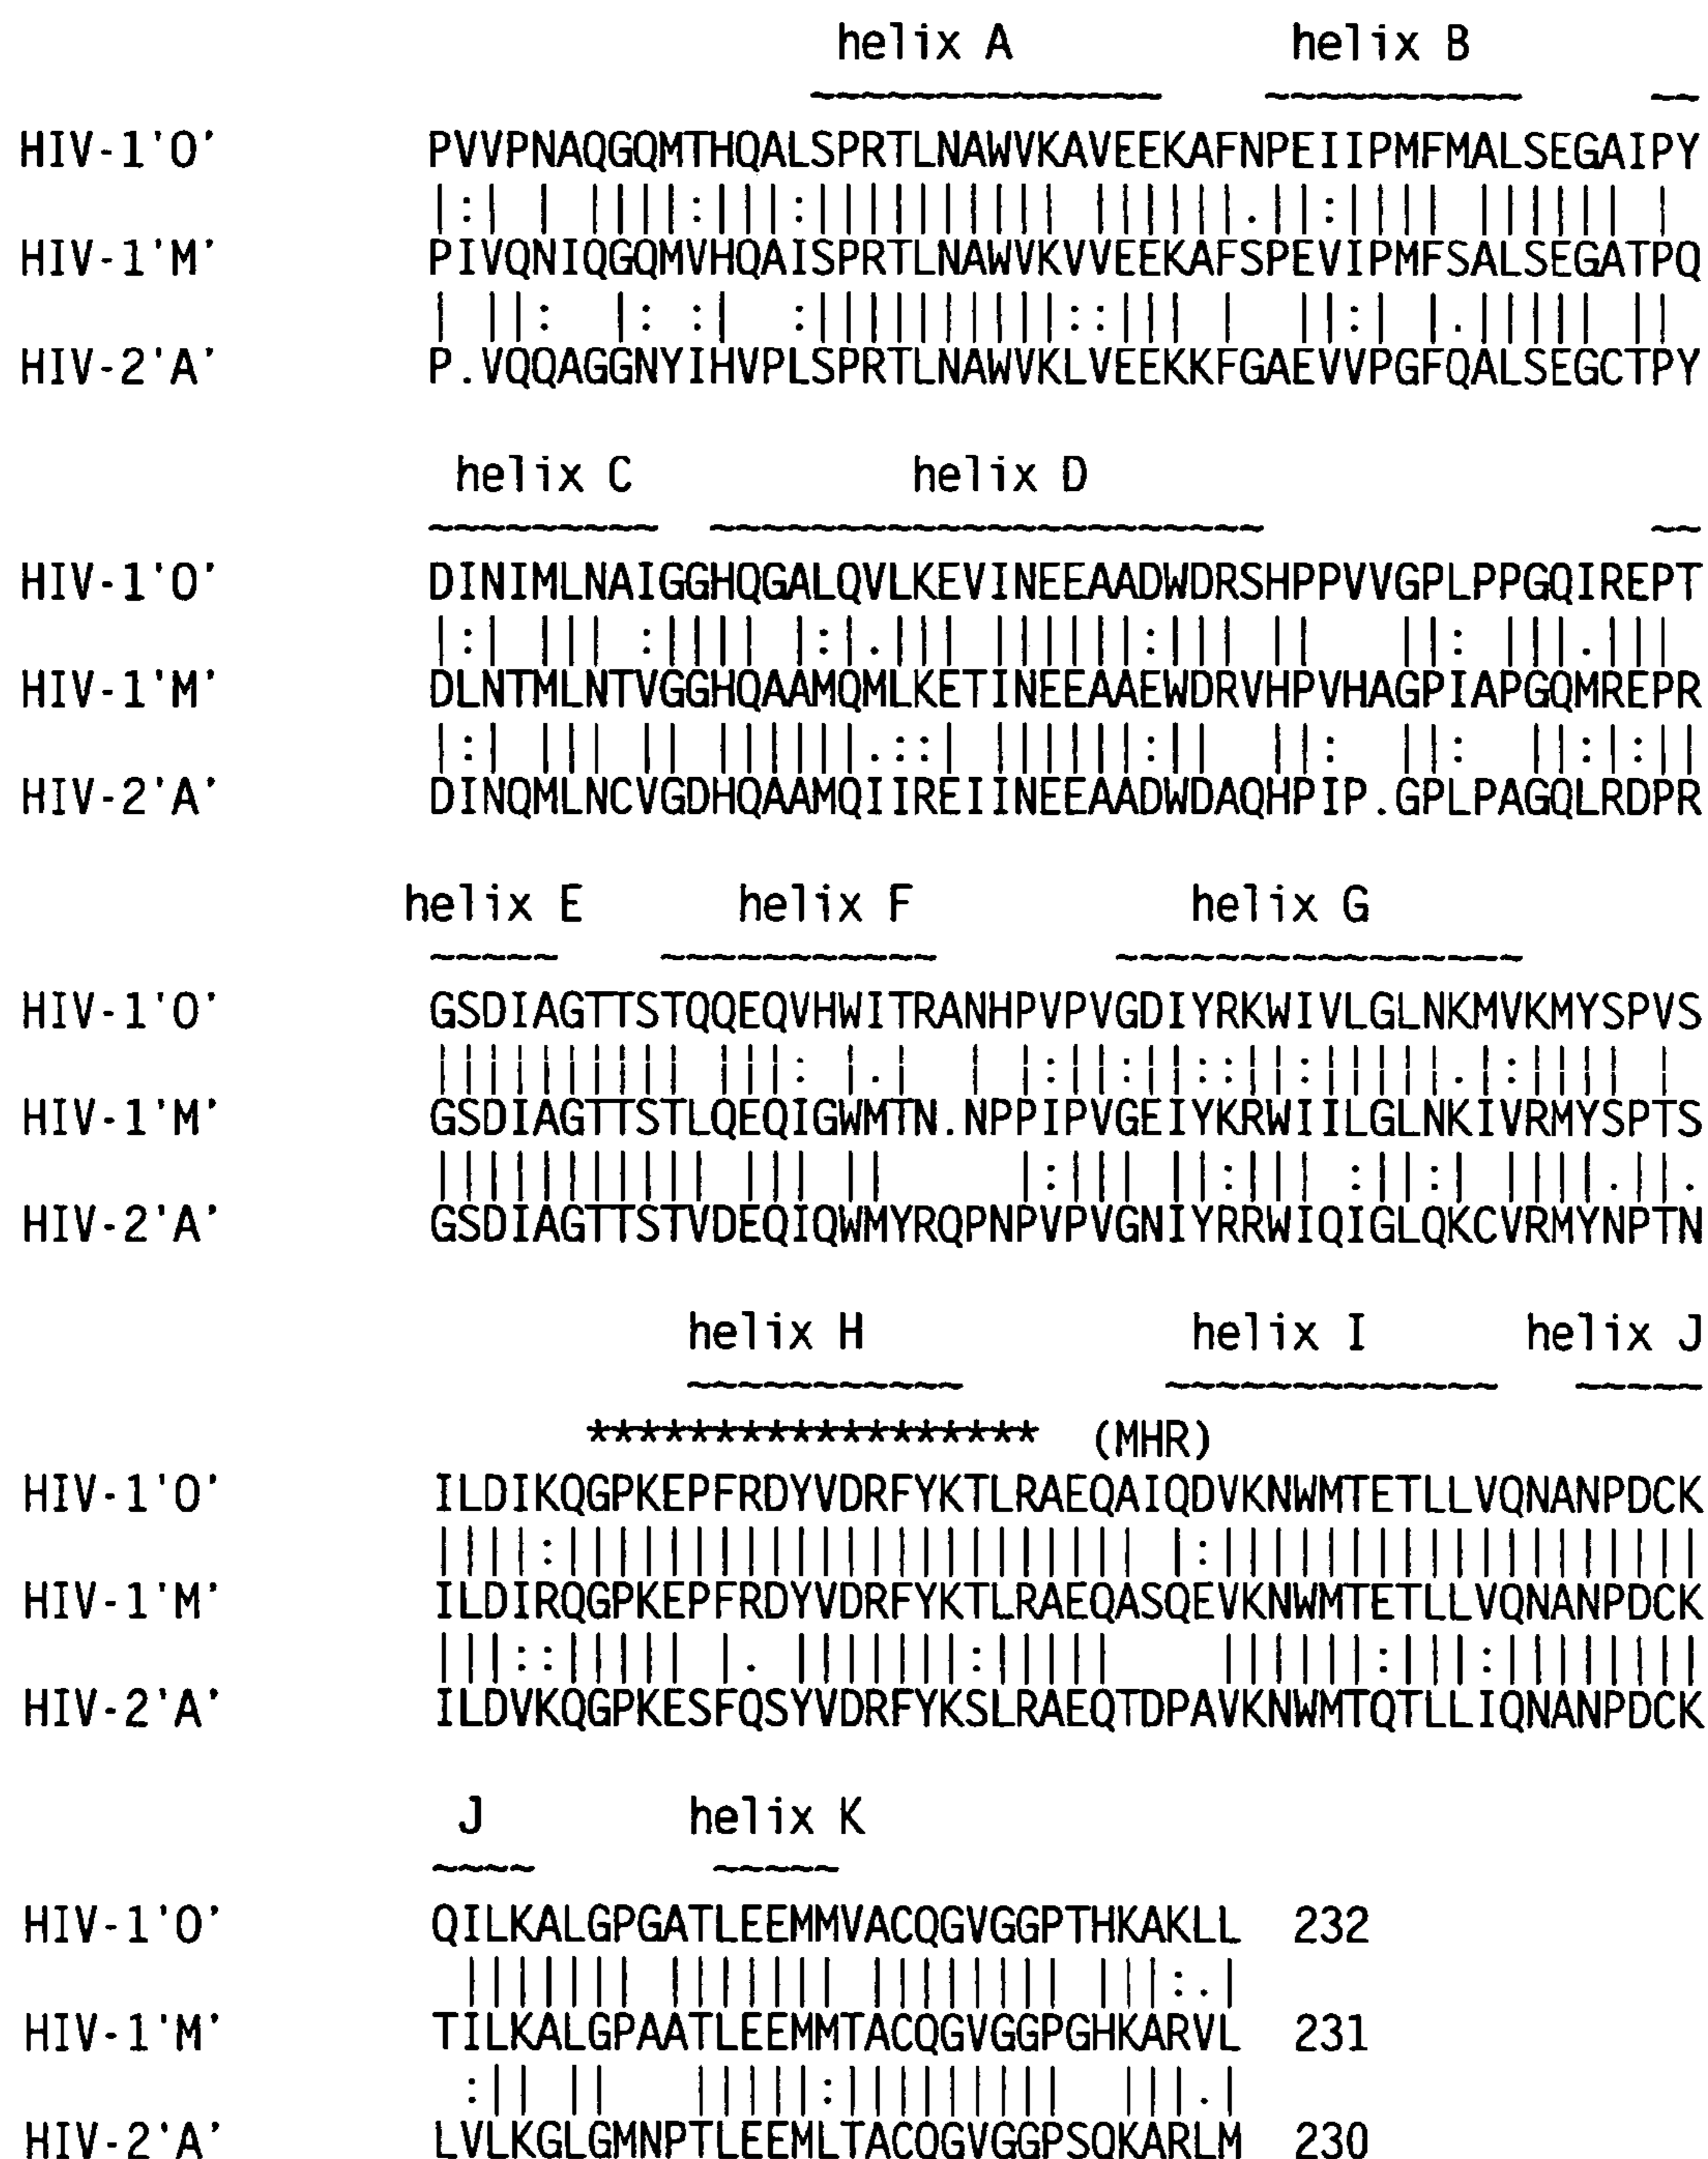 helix A helix B
~~~~~~~~~~~~~~ ~~~~~~~~~~ ~~
HIV-1'O' PVVPNAQGQMTHQALSPRTLNAWVKAVEEKAFNPEIIPMFMALSEGAIPY
|:| | ||||:|||:|||||||||| ||||||.||:|||| |||||| |
HIV-1'M' PIVQNIQGQMVHQAISPRTLNAWVKVVEEKAFSPEVIPMFSALSEGATPQ
| ||: |: :| :||||||||||::||| | ||:| |.||||| ||
HIV-2'A' P.VQQAGGNYIHVPLSPRTLNAWVKLVEEKKFGAEVVPGFQALSEGCTPY
helix C helix D
~~~~~~~~~ ~~~~~~~~~~~~~~~~~~~~~~ ~~
HIV-1'O' DINIMLNAIGGHQGALQVLKEVINEEAADWDRSHPPVVGPLPPGQIREPT
|:| ||| :|||| |:|.||| ||||||:||| || ||: |||.|||
HIV-1'M' DLNTMLNTVGGHQAAMQMLKETINEEAAEWDRVHPVHAGPIAPGQMREPR
|:| ||| || ||||||.::| ||||||:|| ||: ||: ||:|:||
HIV-2'A' DINQMLNCVGDHQAAMQIIREIINEEAADWDAQHPIP.GPLPAGQLRDPR
helix E helix F helix G
~~~~~ ~~~~~~~~~~~ ~~~~~~~~~~~~~~~~
HIV-1'O' GSDIAGTTSTQQEQVHWITRANHPVPVGDIYRKWIVLGLNKMVKMYSPVS
|||||||||| |||: |.| | |:||:||::||:|||||.|:|||| |
HIV-1'M' GSDIAGTTSTLQEQIGWMTN.NPPIPVGEIYKRWIILGLNKIVRMYSPTS
||||||||||| ||| || |:||| ||:||| :||:| ||||.||.
HIV-2'A' GSDIAGTTSTVDEQIQWMYRQPNPVPVGNIYRRWIQIGLQKCVRMYNPTN
helix H helix I helix J
~~~~~~~~~~~ ~~~~~~~~~~~~~ ~~~~~
****************** (MHR)
HIV-1'O' ILDIKQGPKEPFRDYVDRFYKTLRAEQAIQDVKNWMTETLLVQNANPDCK
||||:||||||||||||||||||||||| |:|||||||||||||||||||
HIV-1'M' ILDIRQGPKEPFRDYVDRFYKTLRAEQASQEVKNWMTETLLVQNANPDCK
|||::||||| |. |||||||:||||| ||||||:|||:||||||||
HIV-2'A' ILDVKQGPKESFQSYVDRFYKSLRAEQTDPAVKNWMTQTLLIQNANPDCK
J helix K
~~~~ ~~~~~
HIV-1'O' QILKALGPGATLEEMMVACQGVGGPTHKAKLL 232
||||||| ||||||| |||||||| |||:.|
HIV-1'M' TILKALGPAATLEEMMTACQGVGGPGHKARVL 231
:|| || |||||:||||||||| |||.|
HIV-2'A' LVLKGLGMNPTLEEMLTACQGVGGPSQKARLM 230